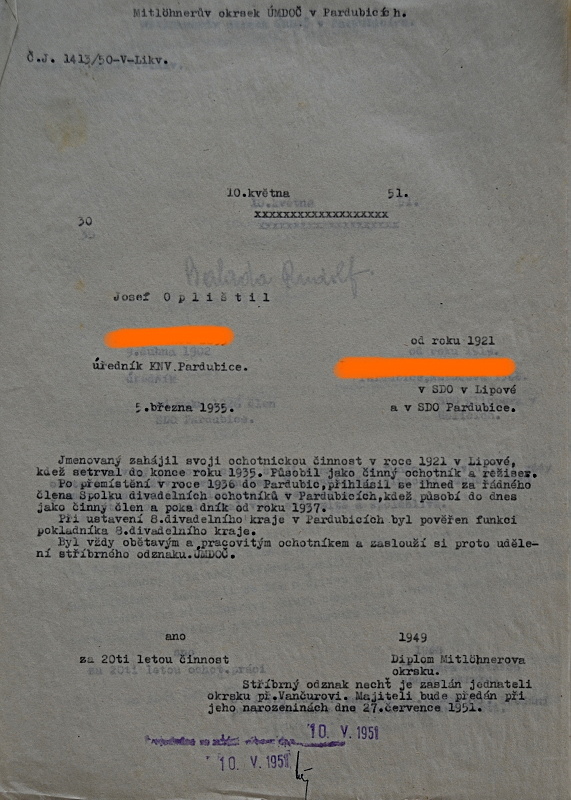 Mitlöhnerův okrsek ÚMDOČ v Pardubicích.
Č.J. 1413/50-V-Likv.
10.května 51.
xxxxxxxxxxxxxxxxxxx
30
Balada Rudolf
Josef O p l i š t i l
od roku 1921
úředník KNV Pardubice.
v SDO v Lipové
5.března 1935. a v SDO Pardubice.
Jmenovaný zahájil svoji ochotnickou činnost v roce 1921 v Lipové,
kdež setrval do konce roku 1935. Působil jako činný ochotník a režiser.
Po přemístění v roce 1936 do Pardubic,přihlásil se ihned za řádného
člena Spolku divadelních ochotníků v Pardubicích,kdež působí do dnes
jako činný člen a pokladník od roku 1937.
Při ustavení 8.divadelního kraje v Pardubicích byl pověřen funkcí
pokladníka 8.divadelního kraje.
Byl vždy obětavým a pracovitým ochotníkem a zaslouží si proto uděle-
ní stříbrného odznaku.ÚMDOČ.
ano 1949
za 20ti letou činnost Diplom Mitlöhnerova
okrsku.
Stříbrný odznak nechť je zaslán jednateli
okrsku př.Vančurovi. Majiteli bude předán při
jeho narozeninách dne 27.července 1951.
10. V. 1951
10. V. 1951